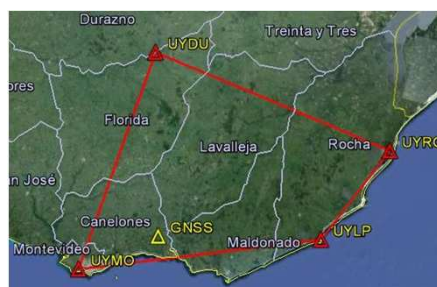 Durazno
Treinta y Tres
UYDU
ores
Florida
Lavalleja
Rocha
UYRO
an José
Canelones
GNSS
Maldonado
UYLP
Montevideo
UYMO